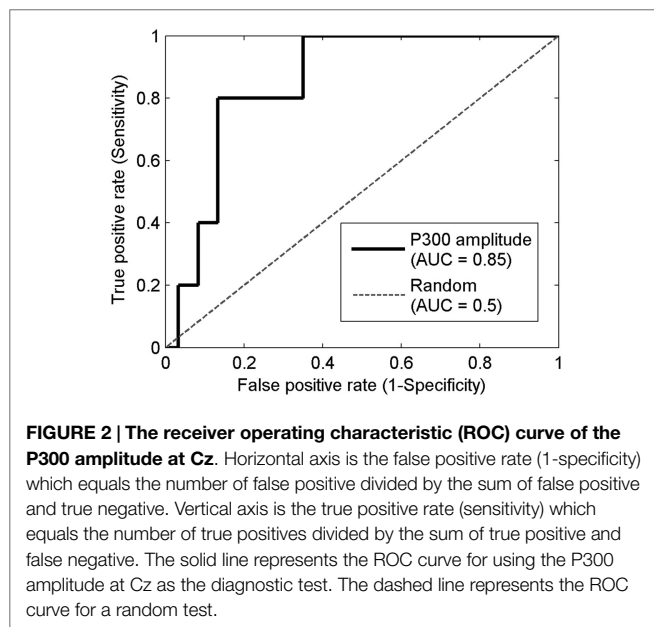 1
0.8
0.6
0.4
0.2
0
True positive rate (Sensitivity)
P300 amplitude
(AUC = 0.85)
Random
(AUC = 0.5)
0 0.2 0.4 0.6 0.8 1
False positive rate (1-Specificity)
FIGURE 2 | The receiver operating characteristic (ROC) curve of the
P300 amplitude at Cz. Horizontal axis is the false positive rate (1-specificity)
which equals the number of false positive divided by the sum of false positive
and true negative. Vertical axis is the true positive rate (sensitivity) which
equals the number of true positives divided by the sum of true positive and
false negative. The solid line represents the ROC curve for using the P300
amplitude at Cz as the diagnostic test. The dashed line represents the ROC
curve for a random test.